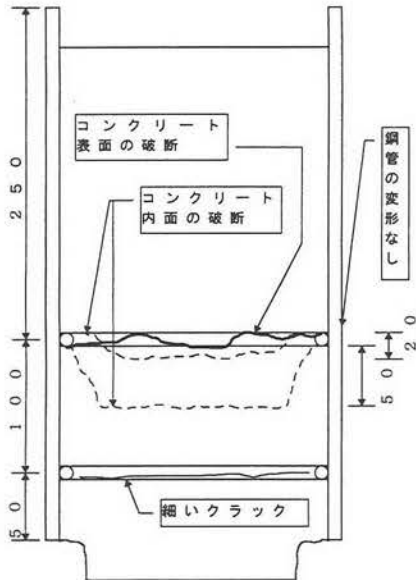 コンクリート
表面の破断
コンクリート
内面の破断
鋼管の変形なし
250
20
50
100
50
細いクラック